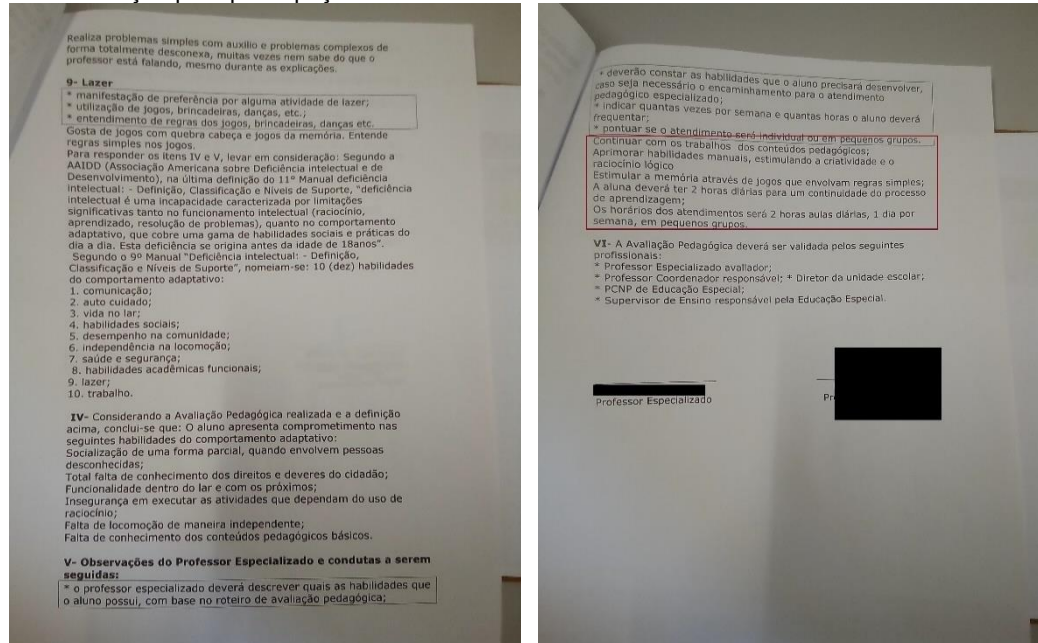 Realiza problemas simples com auxilio e problemas complexos de
forma totalmente desconexa, muitas vezes nem sabe do que o
professor está falando, mesmo durante as explicações.
9- Lazer
* manifestação de preferência por alguma atividade de lazer;
* utilização de jogos, brincadeiras, danças, etc.;
* entendimento de regras dos jogos, brincadeiras, danças etc.
Gosta de jogos com quebra cabeça e jogos da memória. Entende
regras simples nos jogos.
Para responder os itens IV e V, levar em consideração: Segundo a
AAIDD (Associação Americana sobre Deficiência intelectual e de
Desenvolvimento), na última definição do 11º Manual deficiência
intelectual: - Definição, Classificação e Níveis de Suporte, "deficiência
intelectual é uma incapacidade caracterizada por limitações
significativas tanto no funcionamento intelectual (raciocínio,
aprendizado, resolução de problemas), quanto no comportamento
adaptativo, que cobre uma gama de habilidades sociais e práticas do
dia a dia. Esta deficiência se origina antes da idade de 18anos".
Segundo o 9º Manual "Deficiência intelectual: - Definição,
Classificação e Níveis de Suporte", nomeiam-se: 10 (dez) habilidades
do comportamento adaptativo:
1. comunicação;
2. auto cuidado;
3. vida no lar;
4. habilidades sociais;
5. desempenho na comunidade;
6. independência na locomoção;
7. saúde e segurança;
8. habilidades acadêmicas funcionais;
9. lazer;
10. trabalho.
IV- Considerando a Avaliação Pedagógica realizada e a definição
acima, conclui-se que: O aluno apresenta comprometimento nas
seguintes habilidades do comportamento adaptativo:
Socialização de uma forma parcial, quando envolvem pessoas
desconhecidas;
Total falta de conhecimento dos direitos e deveres do cidadão;
Funcionalidade dentro do lar e com os próximos;
Insegurança em executar as atividades que dependam do uso de
raciocínio;
Falta de locomoção de maneira independente;
Falta de conhecimento dos conteúdos pedagógicos básicos.
V- Observações do Professor Especializado e condutas a serem
seguidas:
* o professor especializado deverá descrever quais as habilidades que
o aluno possui, com base no roteiro de avaliação pedagógica;
* deverão constar as habilidades que o aluno precisará desenvolver,
caso seja necessário o encaminhamento para o atendimento
pedagógico especializado;
* indicar quantas vezes por semana e quantas horas o aluno deverá
frequentar;
* pontuar se o atendimento será individual ou em pequenos grupos.
Continuar com os trabalhos dos conteúdos pedagógicos;
Aprimorar habilidades manuais, estimulando a criatividade e o
raciocínio lógico
Estimular a memória através de jogos que envolvam regras simples;
A aluna deverá ter 2 horas diárias para um continuidade do processo
de aprendizagem;
Os horários dos atendimentos será 2 horas aulas diárias, 1 dia por
semana, em pequenos grupos.
VI- A Avaliação Pedagógica deverá ser validada pelos seguintes
profissionais:
* Professor Especializado avaliador;
* Professor Coordenador responsável; * Diretor da unidade escolar;
* PCNP de Educação Especial;
* Supervisor de Ensino responsável pela Educação Especial.
Professor Especializado